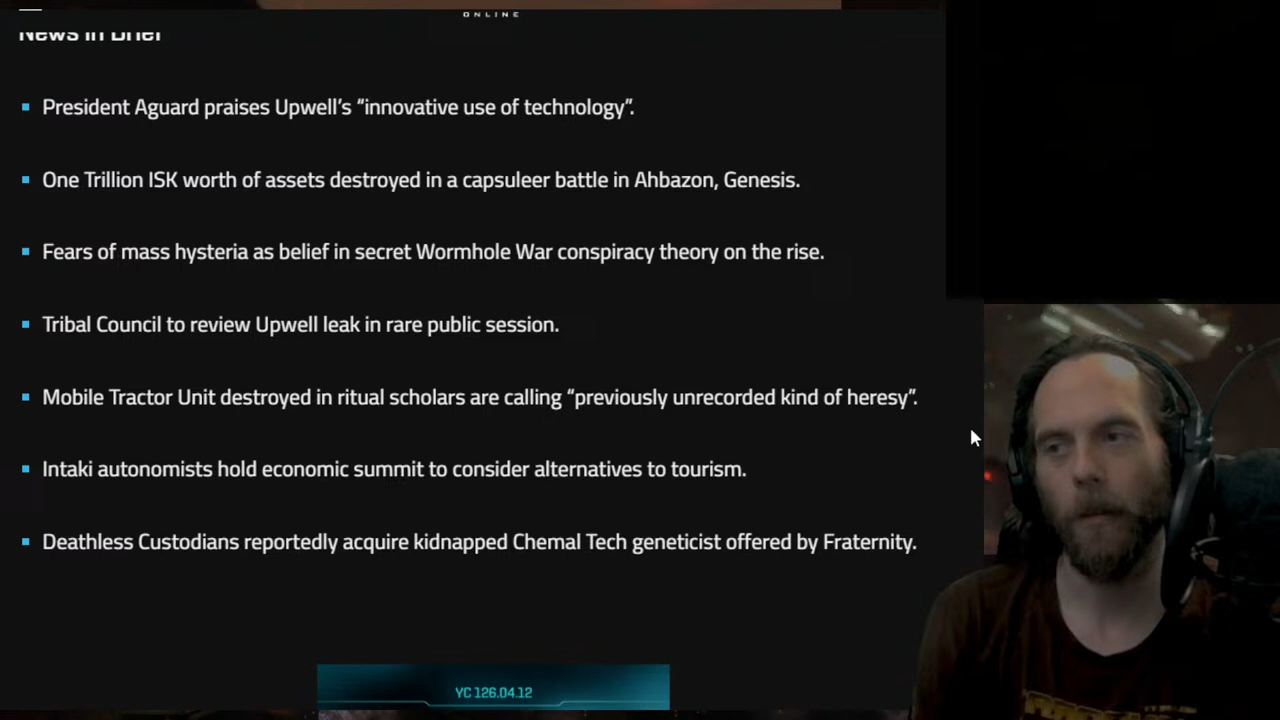 ONLINE
News in Brief
President Aguard praises Upwell’s “innovative use of technology”.
One Trillion ISK worth of assets destroyed in a capsuleer battle in Ahbazon, Genesis.
Fears of mass hysteria as belief in secret Wormhole War conspiracy theory on the rise.
Tribal Council to review Upwell leak in rare public session.
Mobile Tractor Unit destroyed in ritual scholars are calling “previously unrecorded kind of heresy”.
Intaki autonomists hold economic summit to consider alternatives to tourism.
Deathless Custodians reportedly acquire kidnapped Chemal Tech geneticist offered by Fraternity.
YC 126.04.12